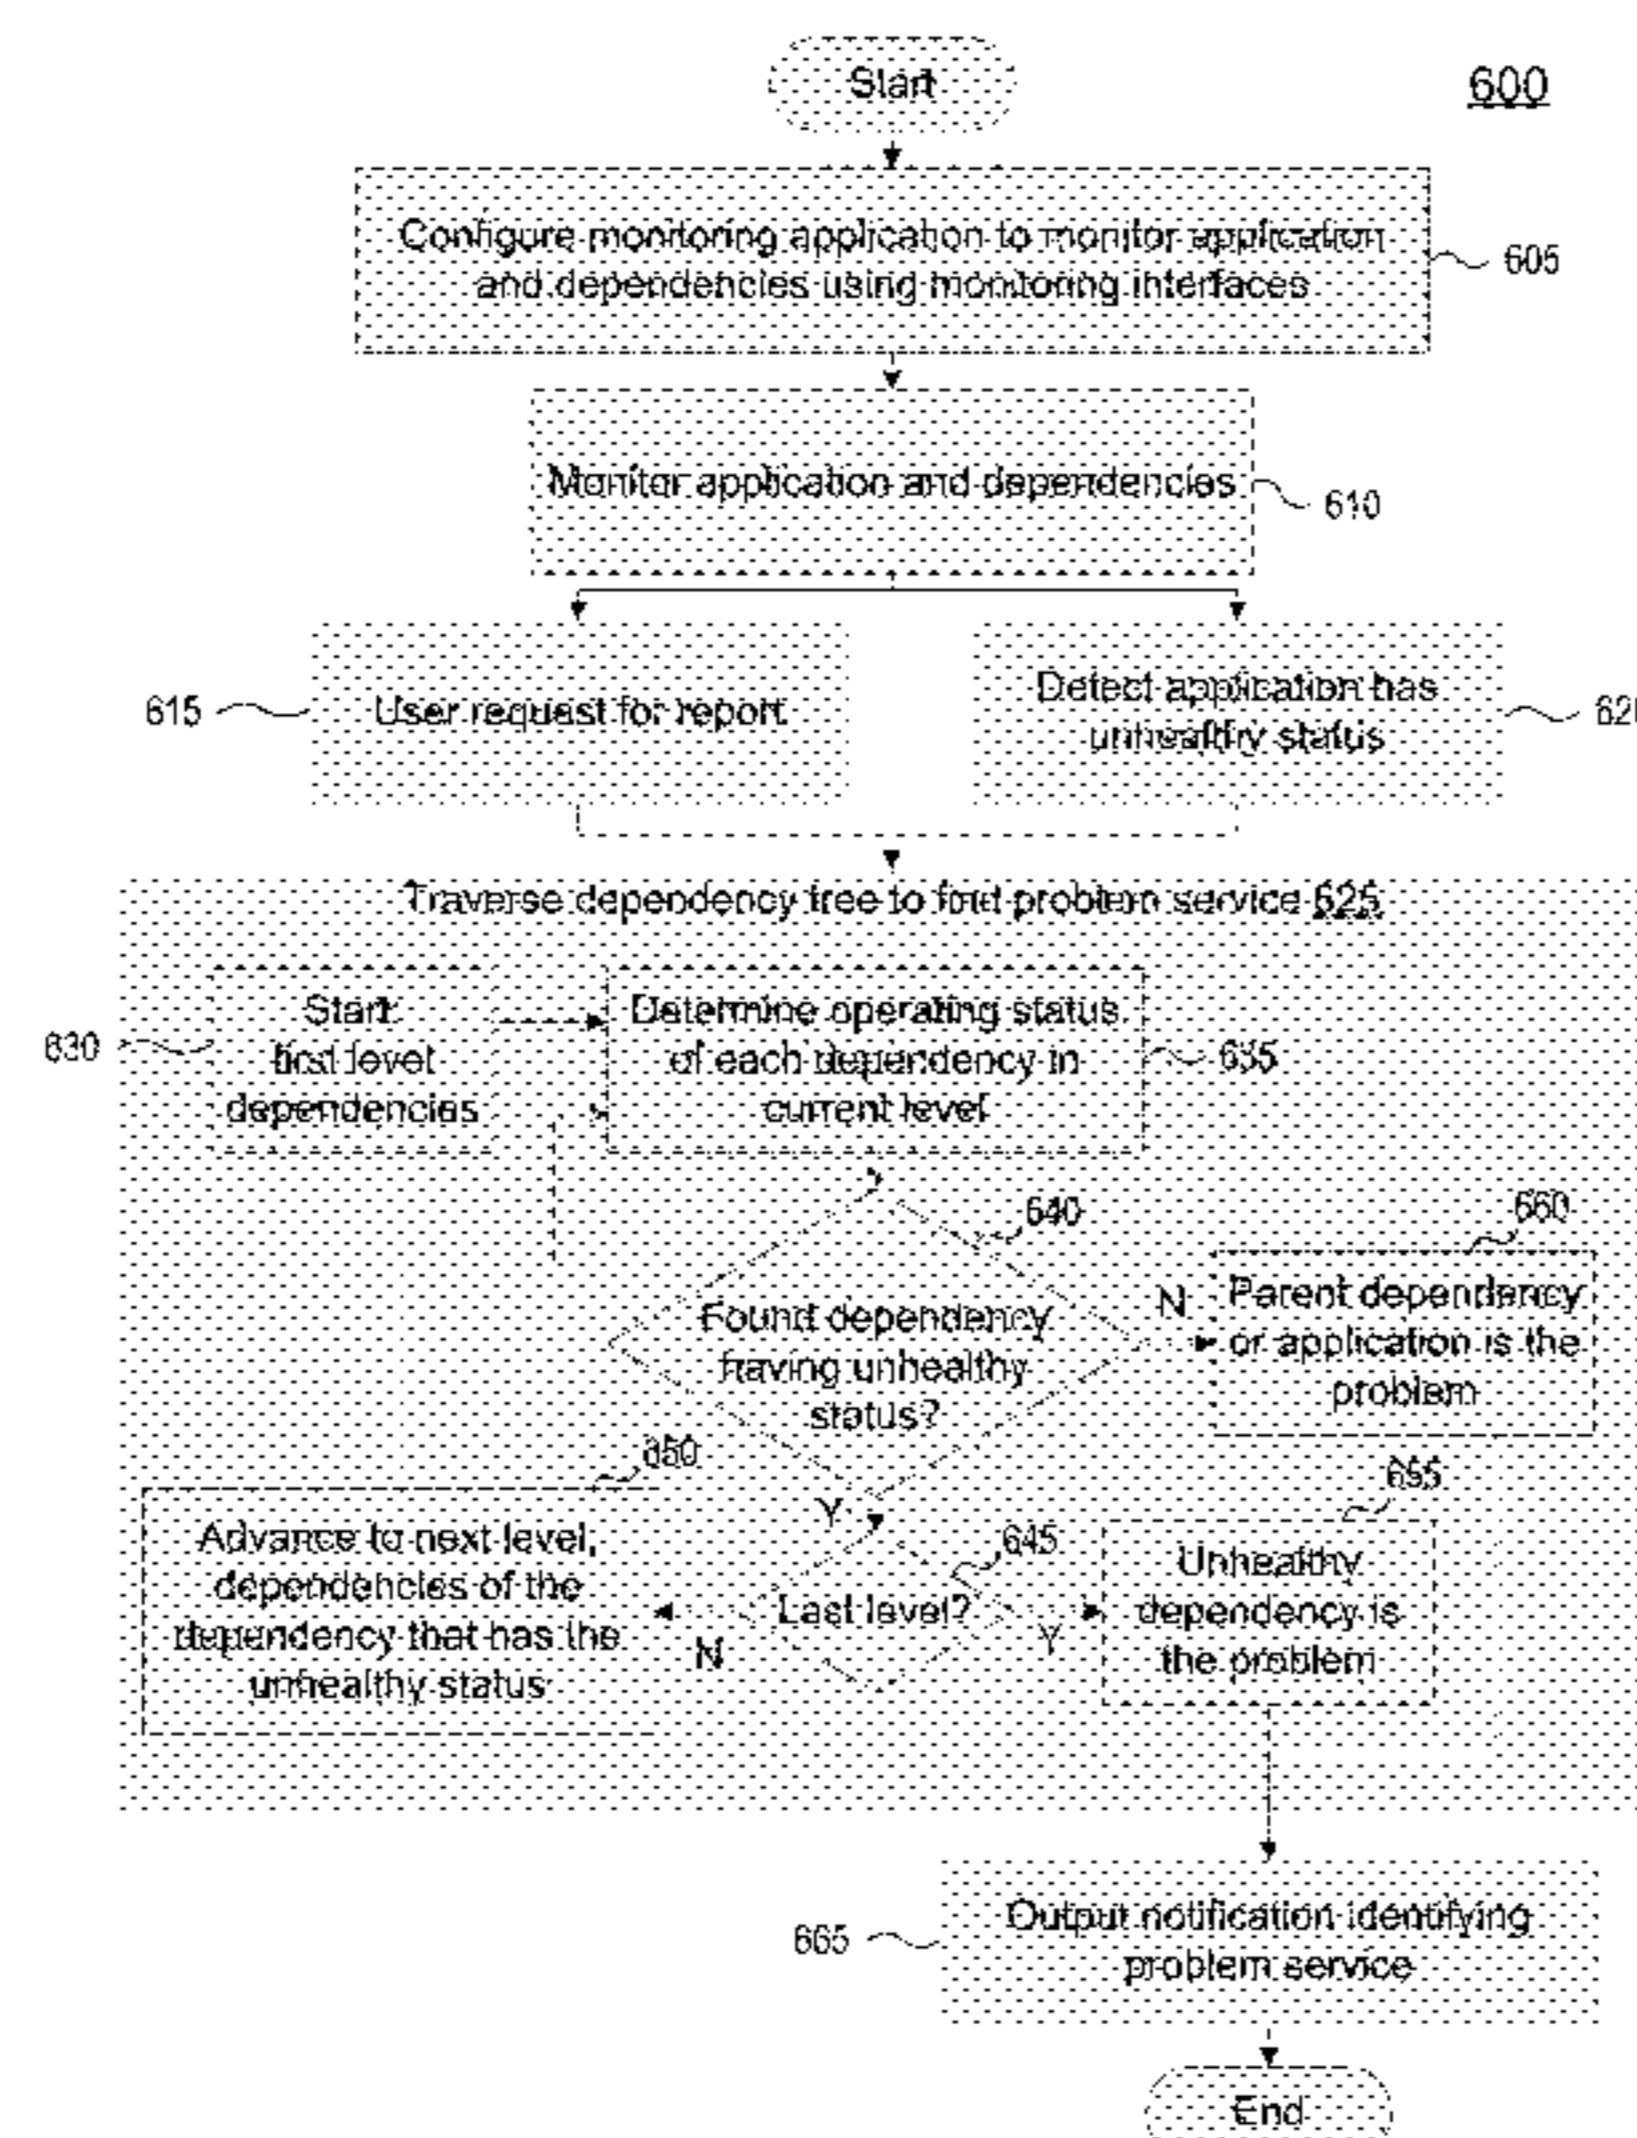 Start
600
Configure monitoring application to monitor application
and dependencies using monitoring interfaces
605
Monitor application and dependencies
610
615
User request for report
Detect application has
unhealthy status
Traverse dependency tree to find problem service 625
630
Start:
first level
dependencies
Determine operating status
of each dependency in
current level
635
640
Found dependency
having unhealthy
status?
N
660
Parent dependency
or application is the
problem
Y
650
Advance to next level,
dependencies of the
dependency that has the
unhealthy status
N
645
Last level?
Y
655
Unhealthy
dependency is
the problem
665
Output notification identifying
problem service
End